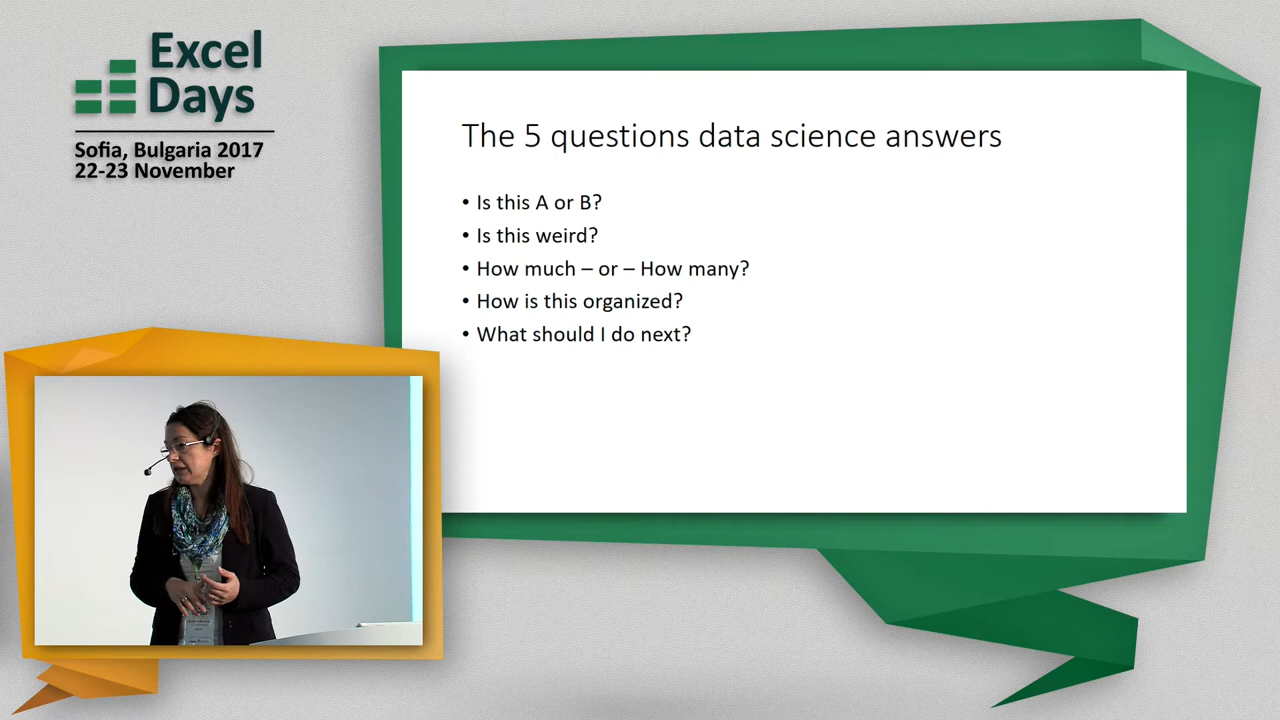 Excel
Days
Sofia, Bulgaria 2017
22-23 November
The 5 questions data science answers
• Is this A or B?
• Is this weird?
• How much – or – How many?
• How is this organized?
• What should I do next?